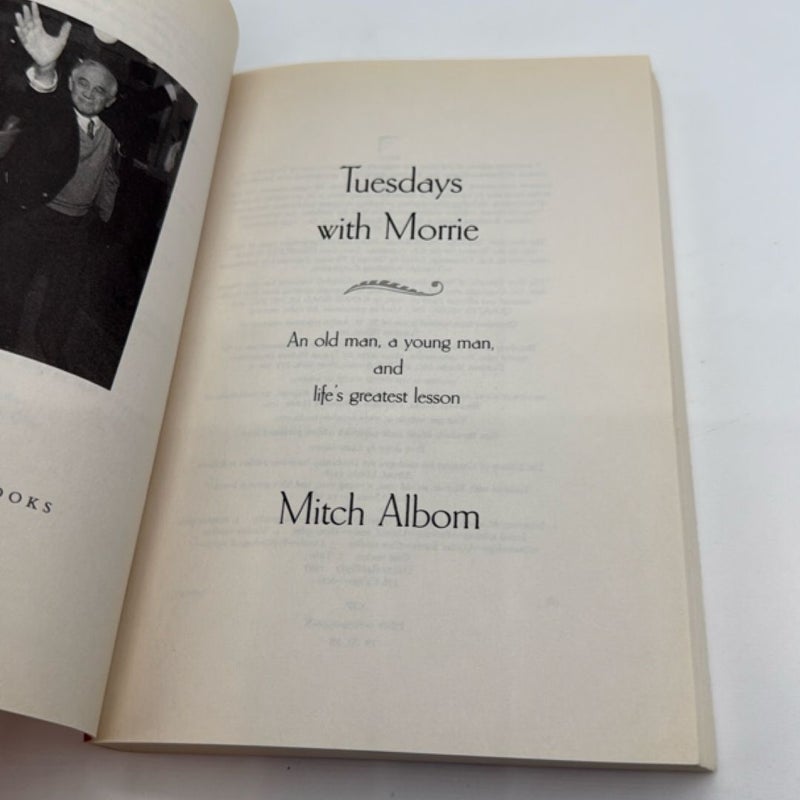 OOKS
Tuesdays
with Morrie
An old man, a young man,
and
life's greatest lesson
Mitch Albom